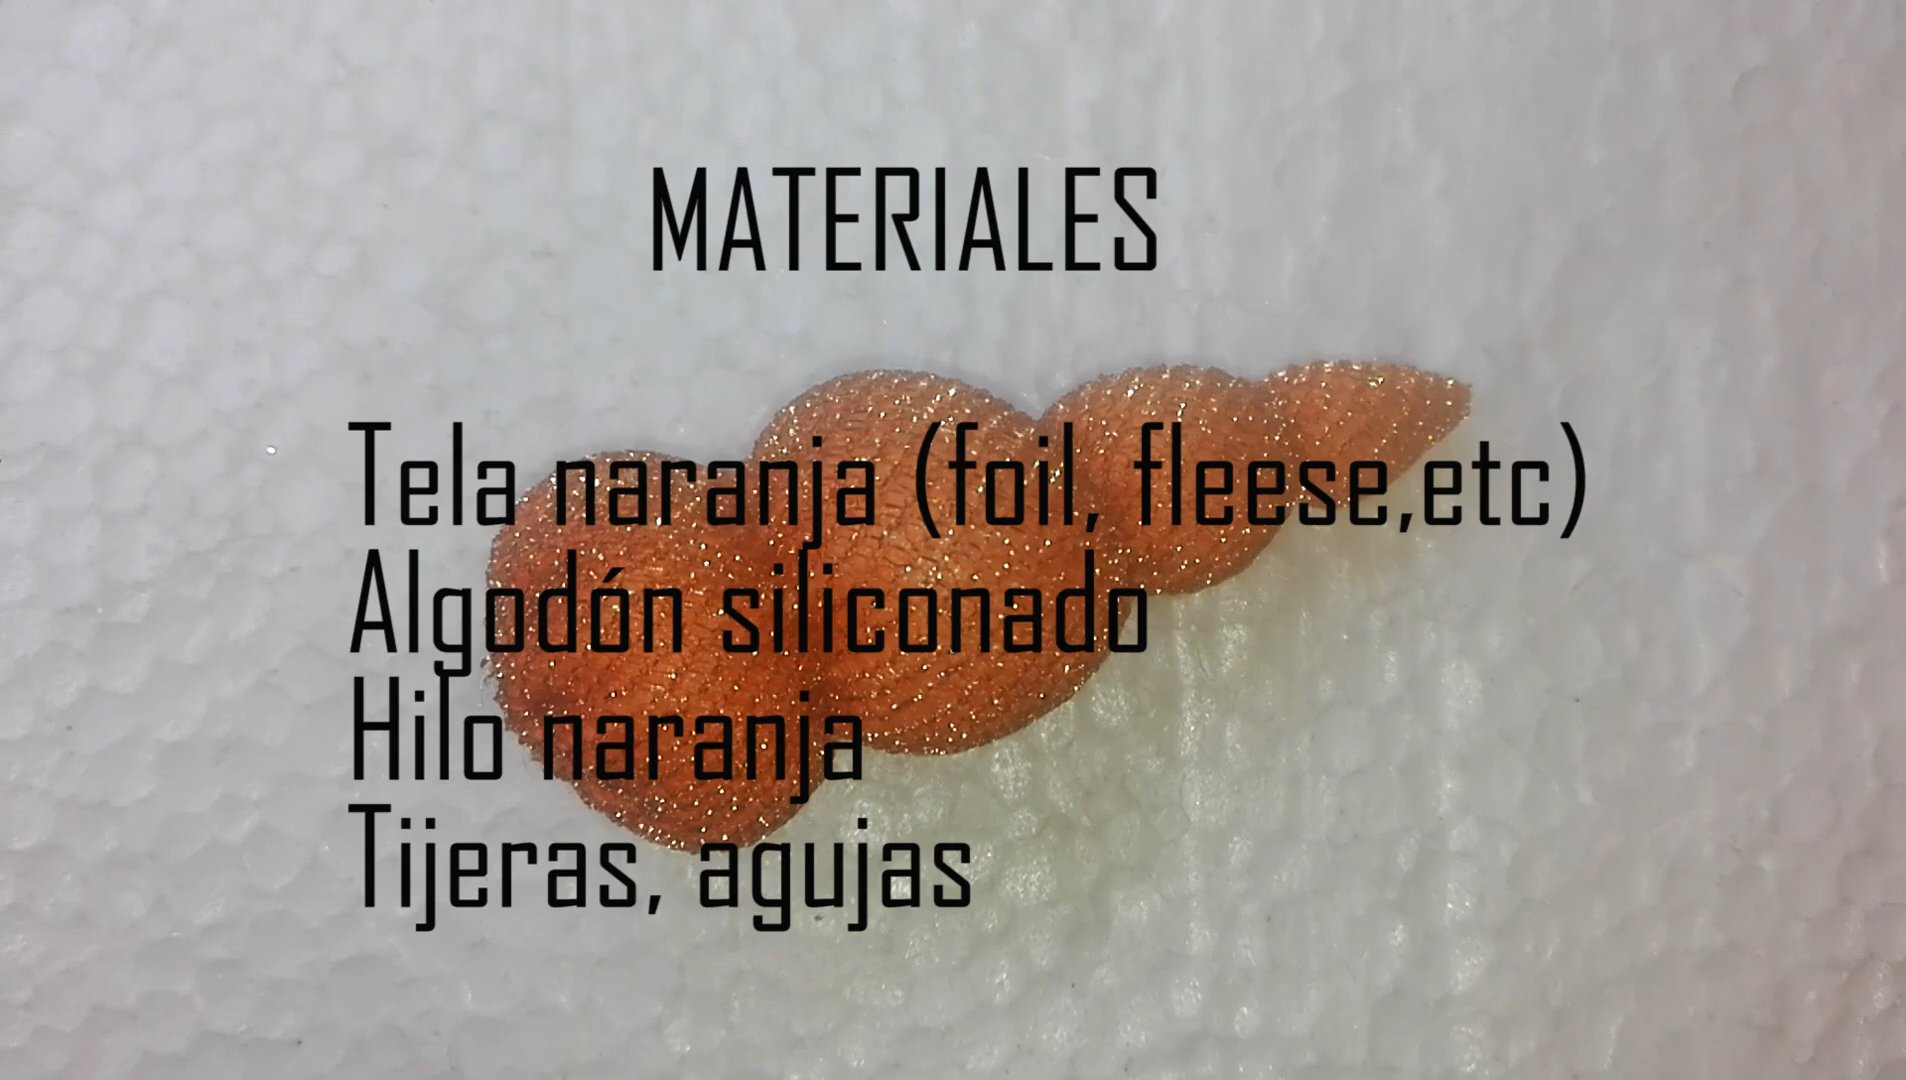 MATERIALES
Tela naranja (foil, fleese,etc)
Algodón siliconado
Hilo naranja
Tijeras, agujas